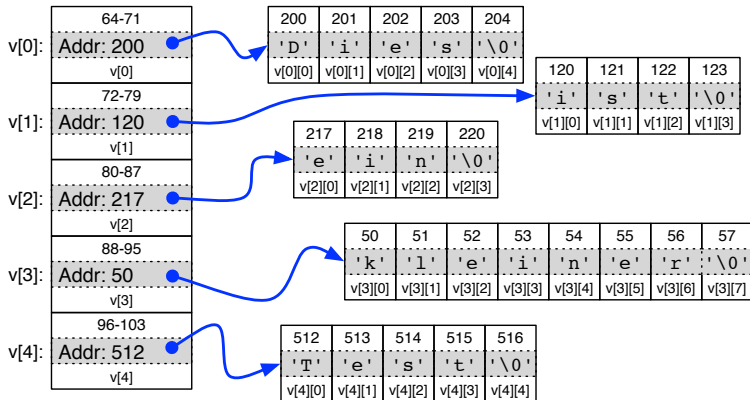 64-71
v[0]: Addr: 200
v[0]
200 201 202 203 204
'D' 'i' 'e' 's' '\0'
v[0][0] v[0][1] v[0][2] v[0][3] v[0][4]
72-79
v[1]: Addr: 120
v[1]
120 121 122 123
'i' 's' 't' '\0'
v[1][0] v[1][1] v[1][2] v[1][3]
80-87
v[2]: Addr: 217
v[2]
217 218 219 220
'e' 'i' 'n' '\0'
v[2][0] v[2][1] v[2][2] v[2][3]
88-95
v[3]: Addr: 50
v[3]
50 51 52 53 54 55 56 57
'k' 'l' 'e' 'i' 'n' 'e' 'r' '\0'
v[3][0] v[3][1] v[3][2] v[3][3] v[3][4] v[3][5] v[3][6] v[3][7]
96-103
v[4]: Addr: 512
v[4]
512 513 514 515 516
'T' 'e' 's' 't' '\0'
v[4][0] v[4][1] v[4][2] v[4][3] v[4][4]